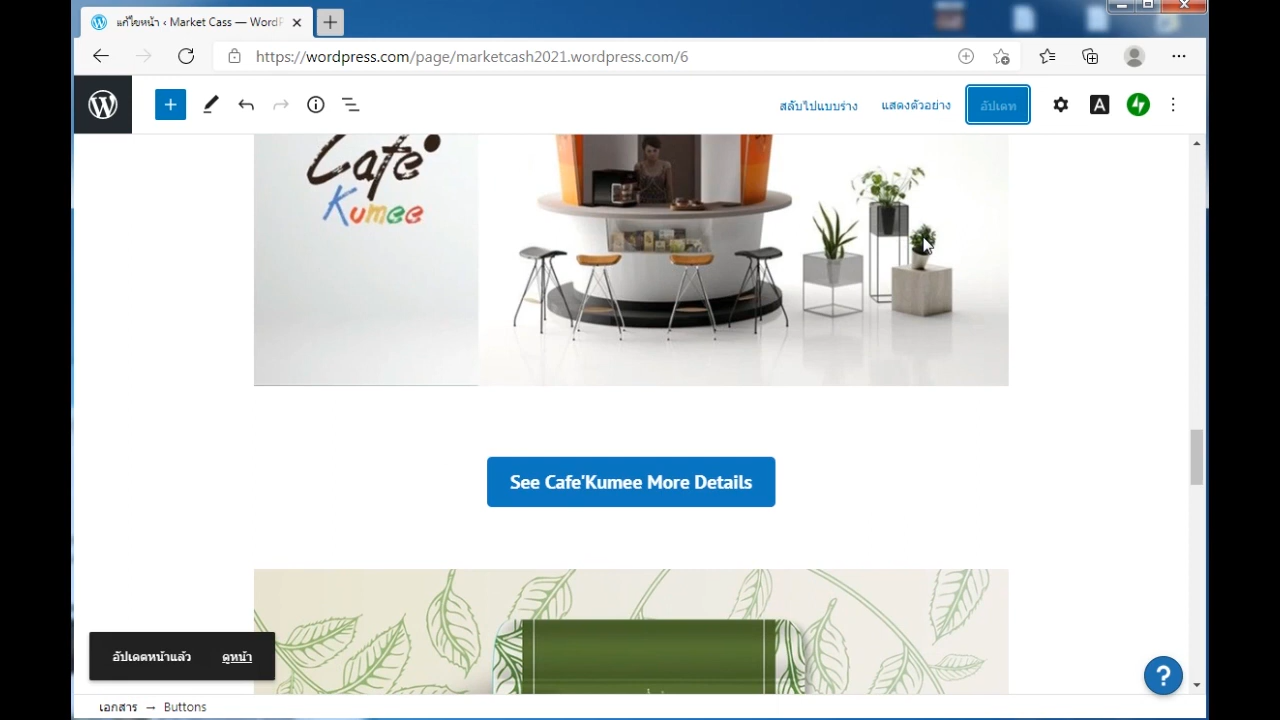 แก้ไขหน้า ‹ Market Cass — WordP
https://wordpress.com/page/marketcash2021.wordpress.com/6
สลับไปแบบร่าง
แสดงตัวอย่าง
อัปเดท
A
Cafe'
Kumee
See Cafe'Kumee More Details
อัปเดตหน้าแล้ว ดูหน้า
?
เอกสาร → Buttons